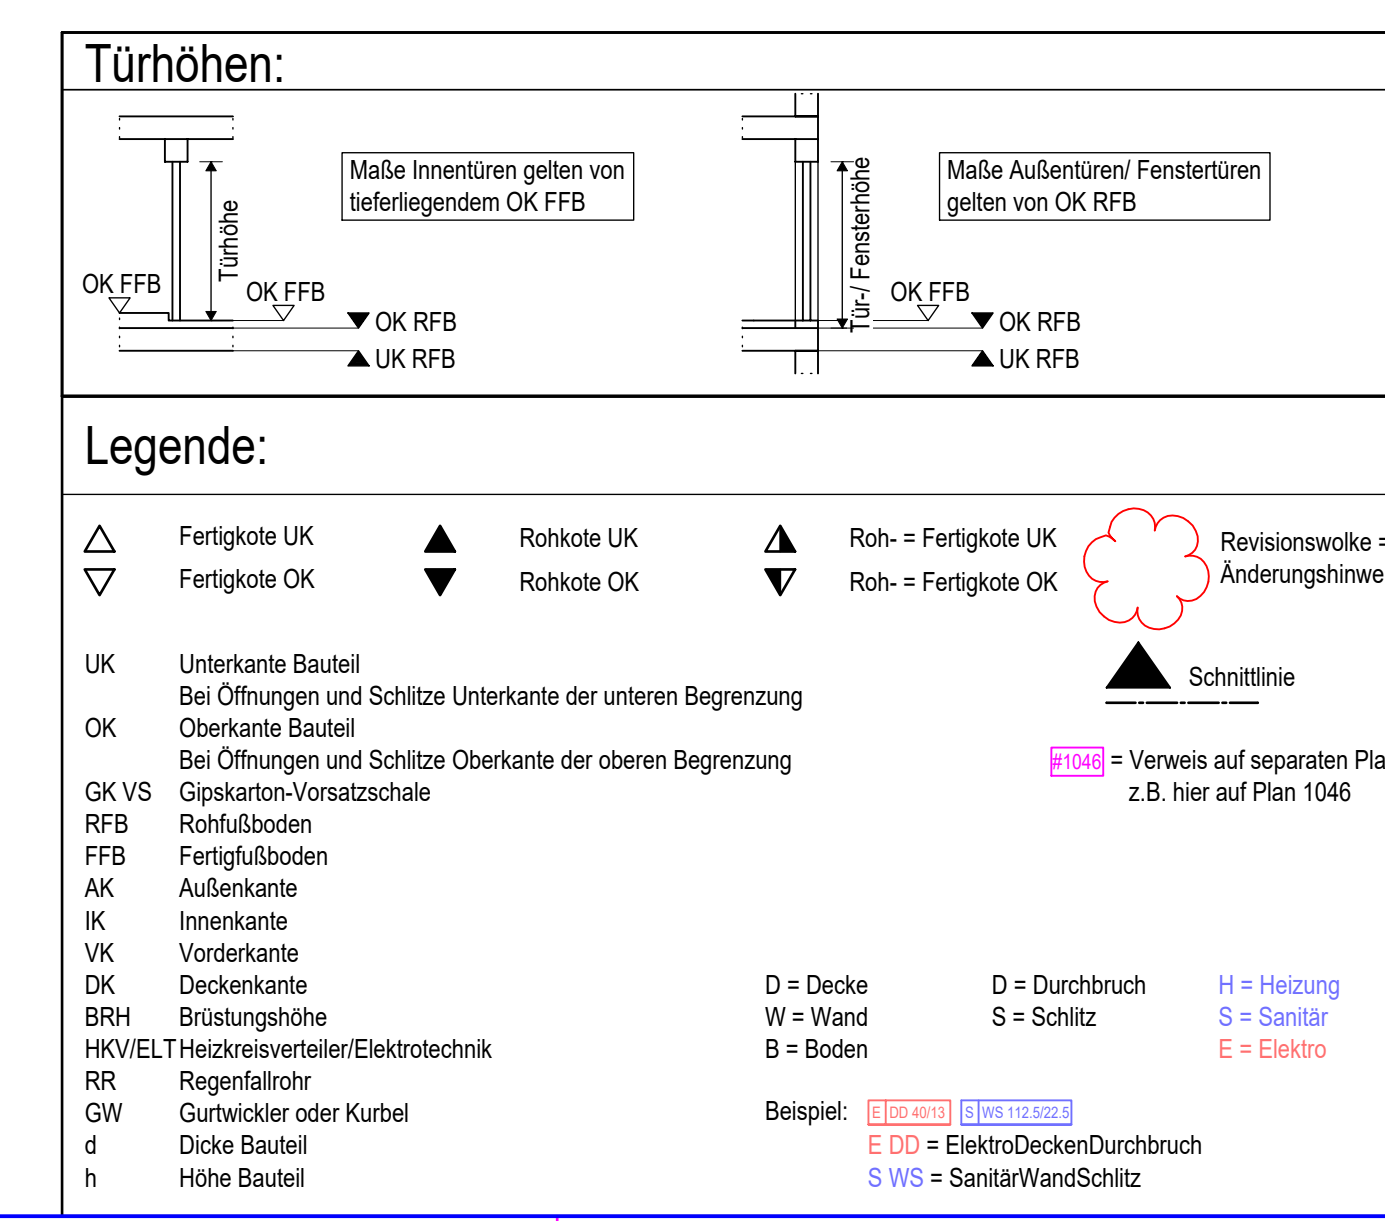 Türhöhen:
Maße Innentüren gelten von
tieferliegendem OK FFB
Türhöhe
OK FFB
OK FFB
OK RFB
UK RFB
Maße Außentüren/ Fenstertüren
gelten von OK RFB
Tür-/ Fensterhöhe
OK FFB
OK RFB
UK RFB
Legende:
Fertigkote UK
Rohkote UK
Roh- = Fertigkote UK
Fertigkote OK
Rohkote OK
Roh- = Fertigkote OK
Revisionswolke =
Änderungshinwe
Schnittlinie
#1046 = Verweis auf separaten Pla
z.B. hier auf Plan 1046
UK Unterkante Bauteil
Bei Öffnungen und Schlitze Unterkante der unteren Begrenzung
OK Oberkante Bauteil
Bei Öffnungen und Schlitze Oberkante der oberen Begrenzung
GK VS Gipskarton-Vorsatzschale
RFB Rohfußboden
FFB Fertigfußboden
AK Außenkante
IK Innenkante
VK Vorderkante
DK Deckenkante
BRH Brüstungshöhe
HKV/ELT Heizkreisverteiler/Elektrotechnik
RR Regenfallrohr
GW Gurtwickler oder Kurbel
d Dicke Bauteil
h Höhe Bauteil
D = Decke D = Durchbruch H = Heizung
W = Wand S = Schlitz S = Sanitär
B = Boden E = Elektro
Beispiel: E DD 40/13 S WS 112.5/22.5
E DD = ElektroDeckenDurchbruch
S WS = SanitärWandSchlitz